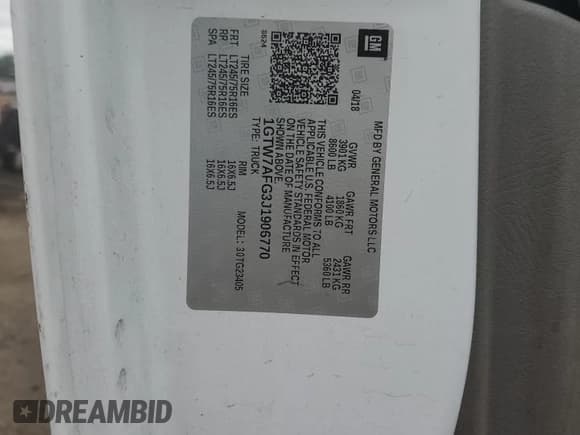 GM
MFD BY GENERAL MOTORS LLC
04/18
GVWR
3901 KG
8600 LB
GAWR FRT
1860 KG
4100 LB
GAWR RR
2431 KG
5360 LB
THIS VEHICLE CONFORMS TO ALL
APPLICABLE U.S. FEDERAL MOTOR
VEHICLE SAFETY STANDARDS IN EFFECT
ON THE DATE OF MANUFACTURE
SHOWN ABOVE.
1GTW7AFG3J1906770
TYPE: TRUCK
MODEL: 30TG23405
S624
TIRE SIZE RIM
FRT LT245/75R16ES 16X6.5J
RR LT245/75R16ES 16X6.5J
SPA LT245/75R16ES 16X6.5J
DREAMBID